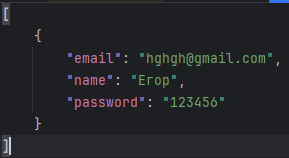 [
{
"email": "hghgh@gmail.com",
"name": "Егор",
"password": "123456"
}
]